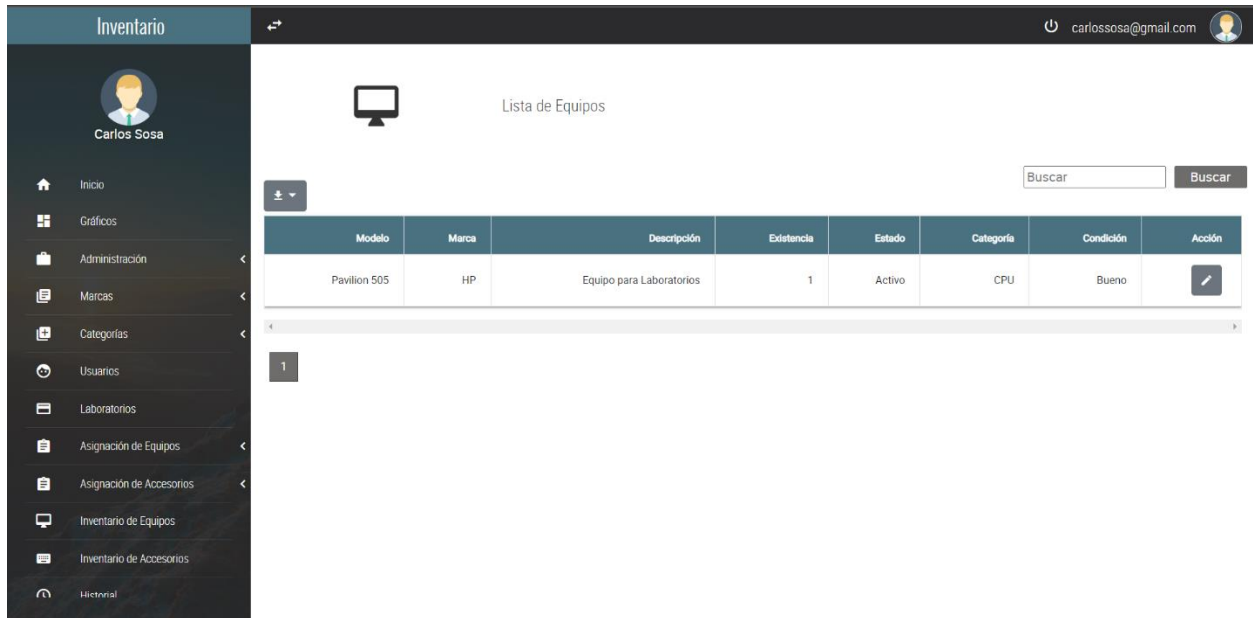 Inventario
carlossosa@gmail.com
Carlos Sosa
Inicio
Gráficos
Administración
Marcas
Categorías
Usuarios
Laboratorios
Asignación de Equipos
Asignación de Accesorios
Inventario de Equipos
Inventario de Accesorios
Historial
Lista de Equipos
Buscar Buscar
Modelo Marca Descripción Existencia Estado Categoría Condición Acción
Pavilion 505 HP Equipo para Laboratorios 1 Activo CPU Bueno
1